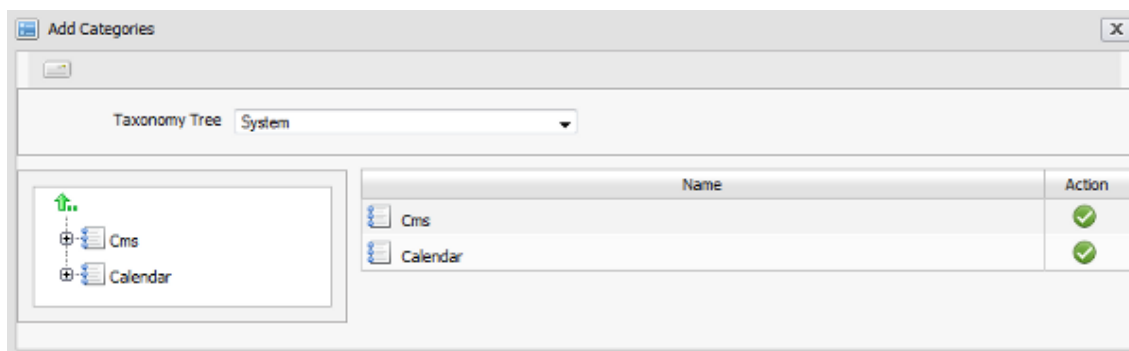 Add Categories
Taxonomy Tree System
Name Action
Cms
Calendar
Cms
Calendar